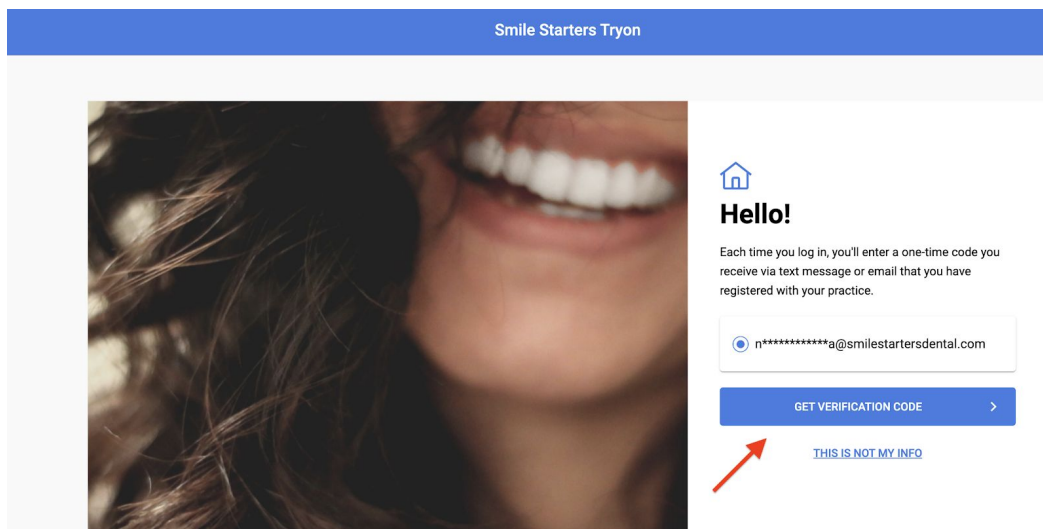 Smile Starters Tryon
Hello!
Each time you log in, you'll enter a one-time code you
receive via text message or email that you have
registered with your practice.
n************a@smilestartersdental.com
GET VERIFICATION CODE
THIS IS NOT MY INFO